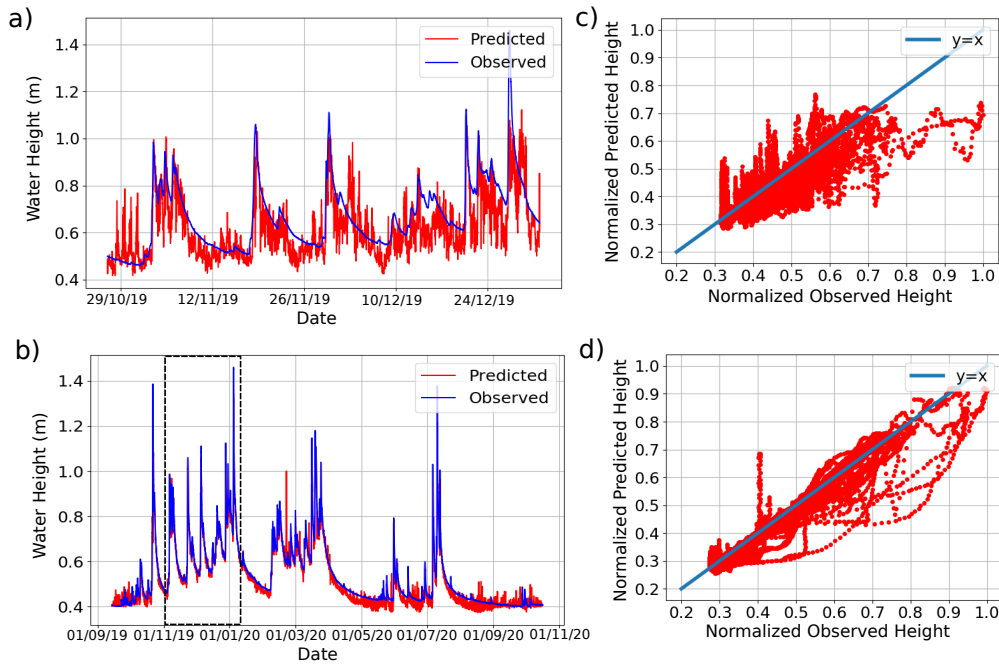 a)
Water Height (m)
1.4
1.2
1.0
0.8
0.6
0.4
Predicted
Observed
29/10/19 12/11/19 26/11/19 10/12/19 24/12/19
Date
c)
Normalized Predicted Height
1.0
0.9
0.8
0.7
0.6
0.5
0.4
0.3
0.2
y=x
0.2 0.3 0.4 0.5 0.6 0.7 0.8 0.9 1.0
Normalized Observed Height
b)
Water Height (m)
1.4
1.2
1.0
0.8
0.6
0.4
Predicted
Observed
01/09/19 01/11/19 01/01/20 01/03/20 01/05/20 01/07/20 01/09/20 01/11/20
Date
d)
Normalized Predicted Height
1.0
0.9
0.8
0.7
0.6
0.5
0.4
0.3
0.2
y=x
0.2 0.3 0.4 0.5 0.6 0.7 0.8 0.9 1.0
Normalized Observed Height